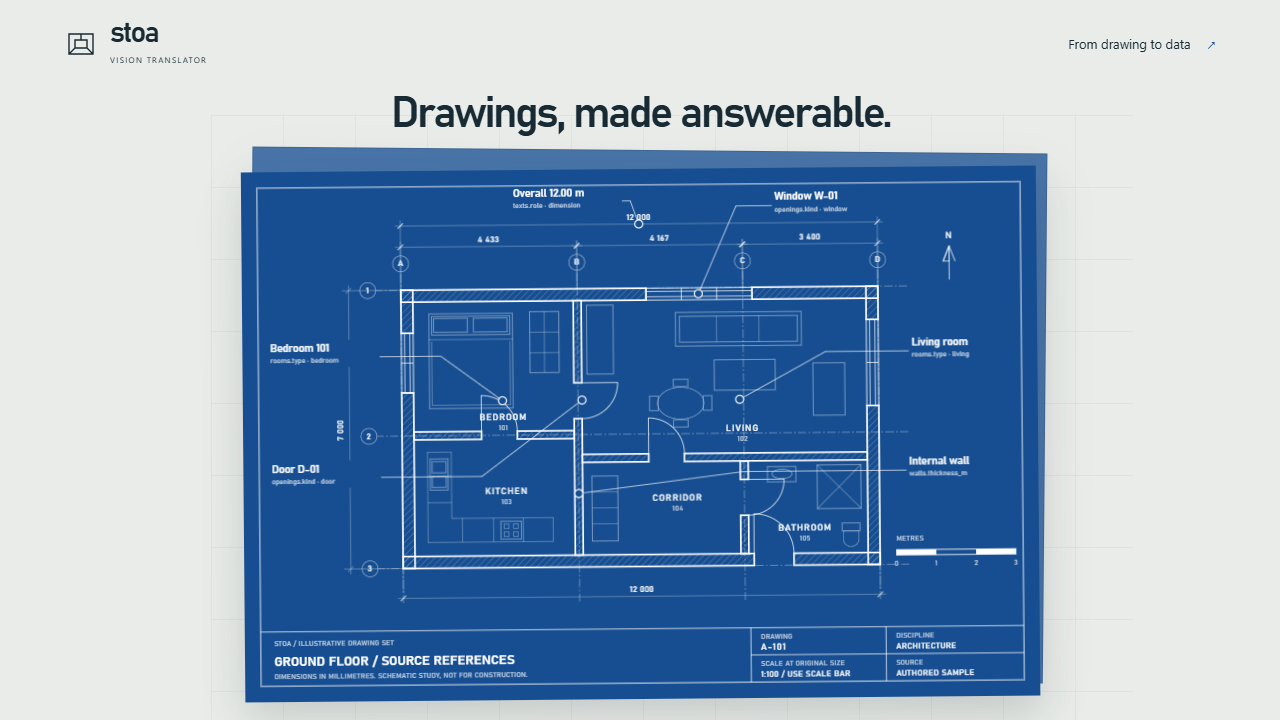 stoa
VISION TRANSLATOR
From drawing to data ↗
Drawings, made answerable.
Overall 12.00 m
texts.role · dimension
Window W-01
openings.kind · window
12 000
4 433
4 167
3 400
A
B
C
D
N
1
Bedroom 101
rooms.type · bedroom
Living room
rooms.type · living
BEDROOM
101
LIVING
102
7 000
2
Door D-01
openings.kind · door
Internal wall
walls.thickness_m
KITCHEN
103
CORRIDOR
104
BATHROOM
105
METRES
0 1 2 3
3
12 000
STOA / ILLUSTRATIVE DRAWING SET
GROUND FLOOR / SOURCE REFERENCES
DIMENSIONS IN MILLIMETRES. SCHEMATIC STUDY, NOT FOR CONSTRUCTION.
DRAWING
A-101
DISCIPLINE
ARCHITECTURE
SCALE AT ORIGINAL SIZE
1:100 / USE SCALE BAR
SOURCE
AUTHORED SAMPLE